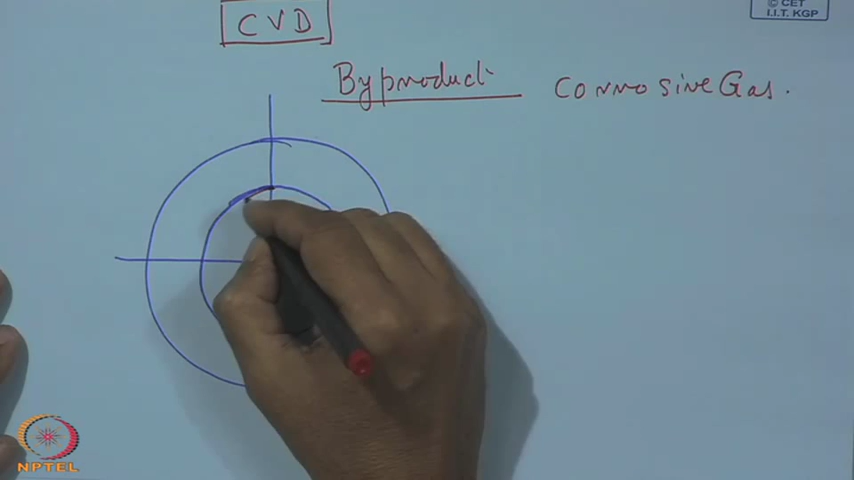 CVD
© CET
I.I.T. KGP
Byproduct
Corrosive Gas.
NPTEL